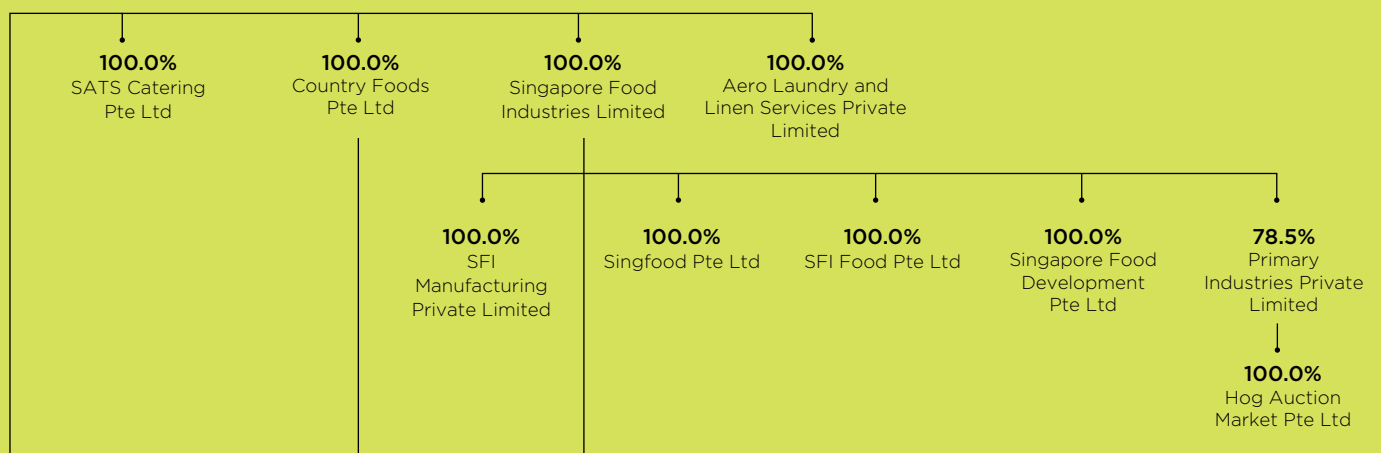 100.0%
SATS Catering
Pte Ltd
100.0%
Country Foods
Pte Ltd
100.0%
Singapore Food
Industries Limited
100.0%
Aero Laundry and
Linen Services Private
Limited
100.0%
SFI
Manufacturing
Private Limited
100.0%
Singfood Pte Ltd
100.0%
SFI Food Pte Ltd
100.0%
Singapore Food
Development
Pte Ltd
78.5%
Primary
Industries Private
Limited
100.0%
Hog Auction
Market Pte Ltd